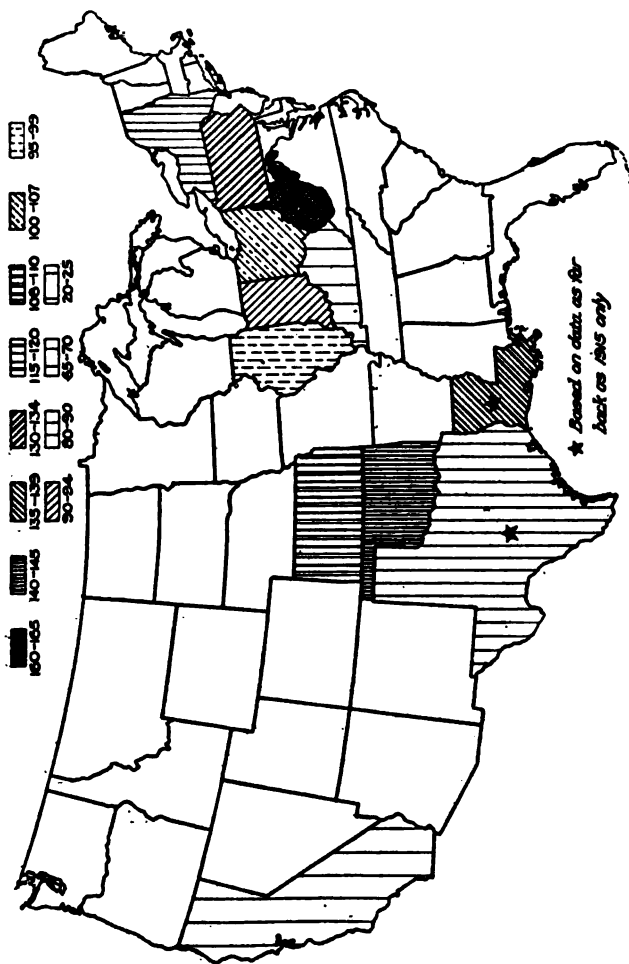 160-165 140-145 135-139 130-134 115-120 108-110 100-107 95-99
90-94 80-90 65-70 20-25
★ Based on data as far
back as 1915 only